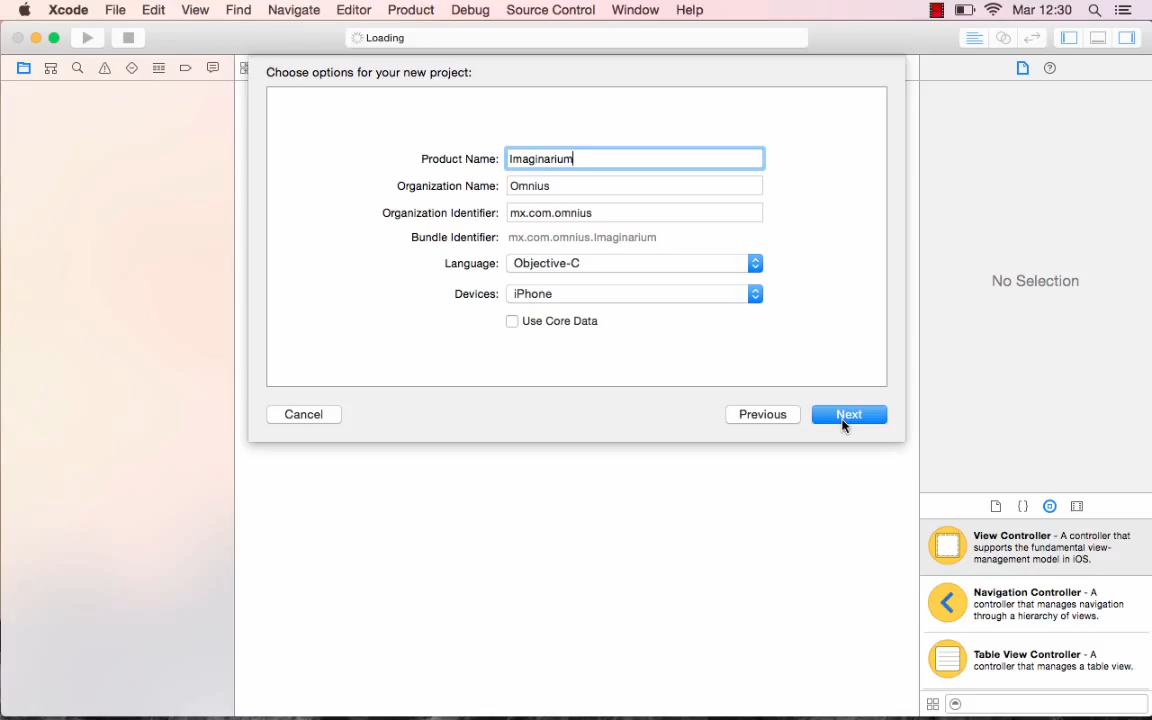 Xcode File Edit View Find Navigate Editor Product Debug Source Control Window Help Mar 12:30
Loading
Choose options for your new project:
Product Name: Imaginarium
Organization Name: Omnius
Organization Identifier: mx.com.omnius
Bundle Identifier: mx.com.omnius.Imaginarium
Language: Objective-C
Devices: iPhone
Use Core Data
Cancel Previous Next
No Selection
View Controller - A controller that
supports the fundamental view-
management model in iOS.
Navigation Controller - A
controller that manages navigation
through a hierarchy of views.
Table View Controller - A
controller that manages a table view.